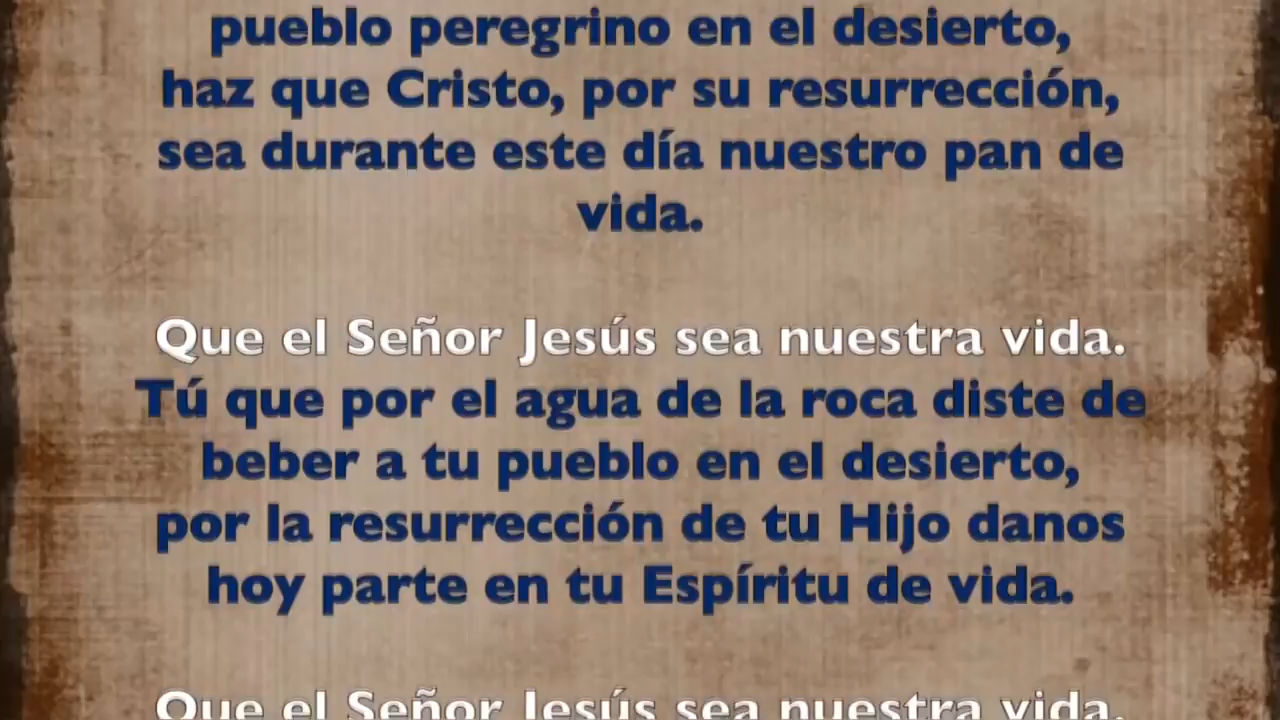 pueblo peregrino en el desierto,
haz que Cristo, por su resurrección,
sea durante este día nuestro pan de
vida.
Que el Señor Jesús sea nuestra vida.
Tú que por el agua de la roca diste de
beber a tu pueblo en el desierto,
por la resurrección de tu Hijo danos
hoy parte en tu Espíritu de vida.
Que el Señor Jesús sea nuestra vida.